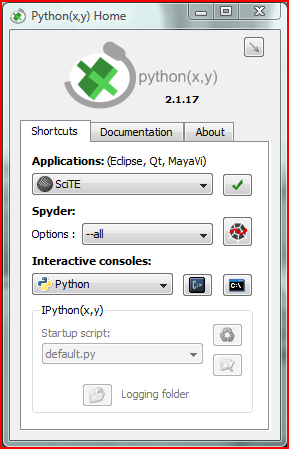 Python(x,y) Home
python(x,y)
2.1.17
Shortcuts Documentation About
Applications: (Eclipse, Qt, MayaVi)
SciTE
Spyder:
Options : --all
Interactive consoles:
Python
C:\
IPython(x,y)
Startup script:
default.py
Logging folder